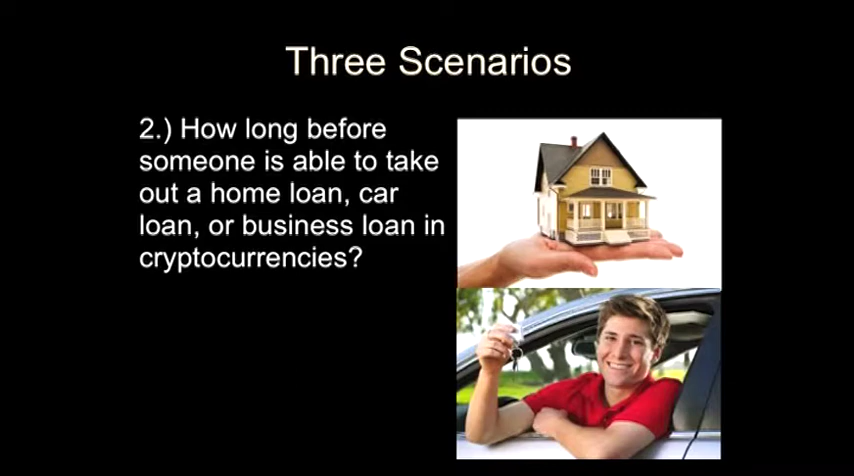 Three Scenarios
2.) How long before
someone is able to take
out a home loan, car
loan, or business loan in
cryptocurrencies?